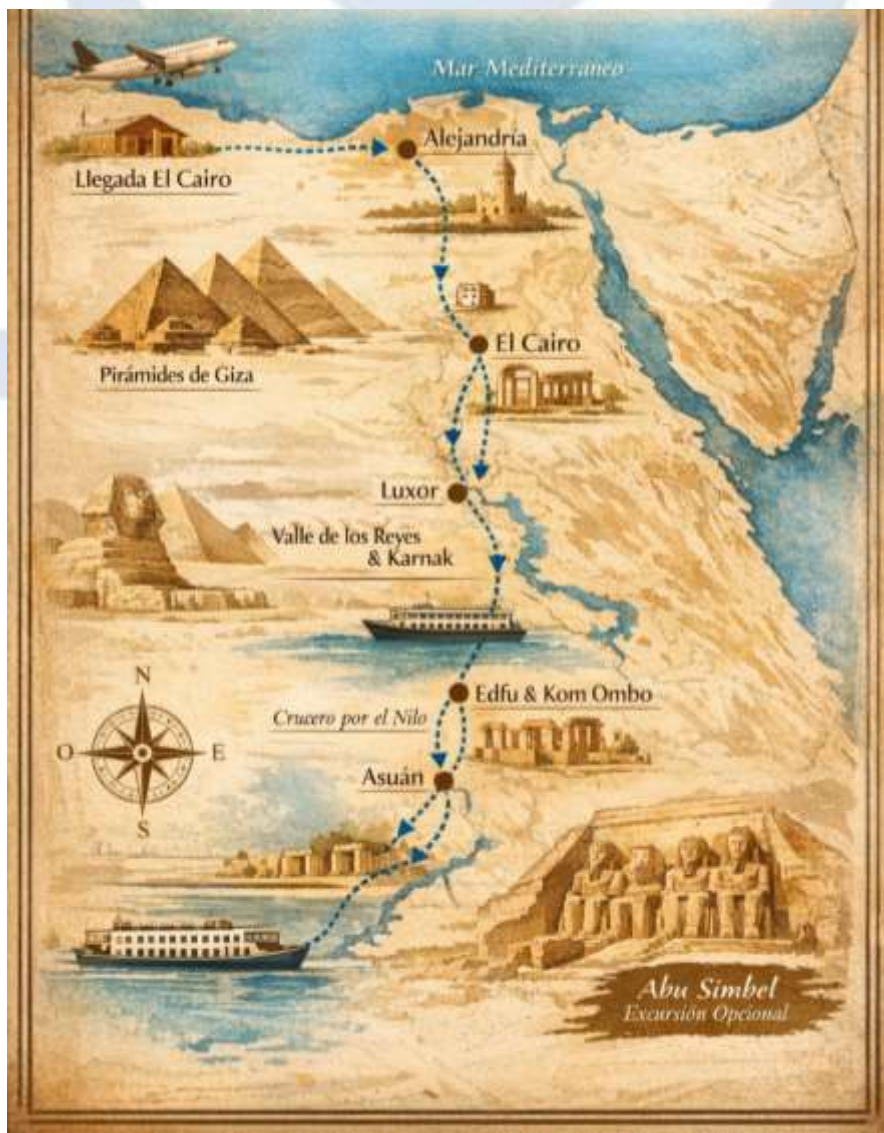 Mar Mediterraneo
Alejandría
Llegada El Cairo
El Cairo
Pirámides de Giza
Luxor
Valle de los Reyes
& Karnak
N
O
E
S
Edfu & Kom Ombo
Crucero por el Nilo
Asuán
Abu Simbel
Excursión Opcional